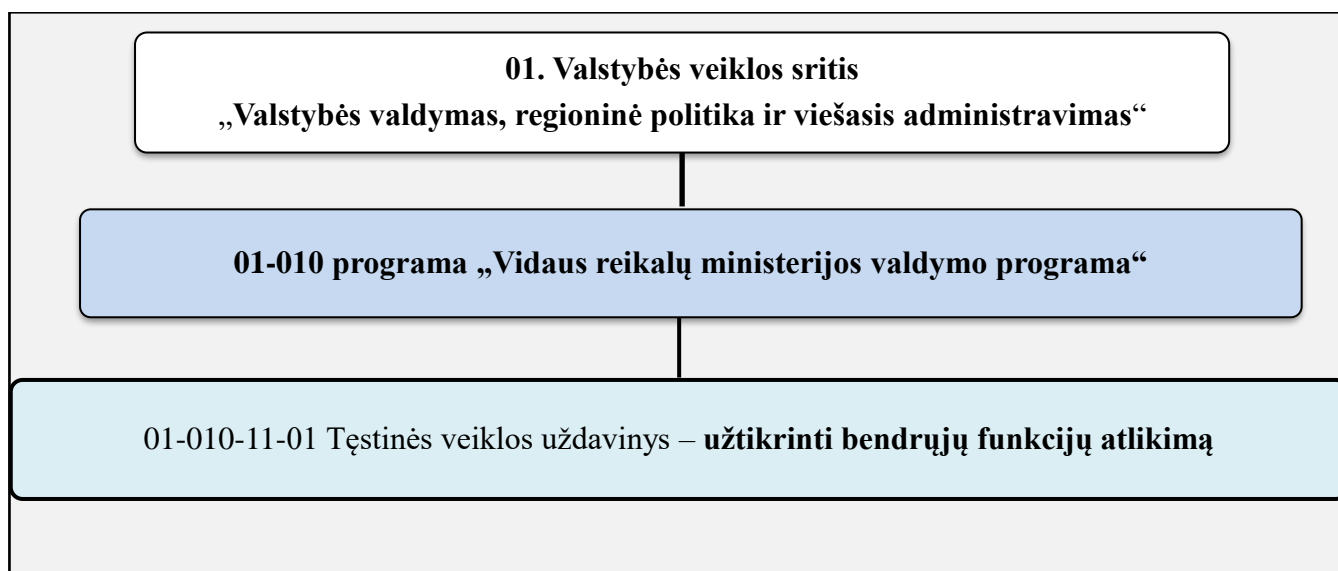 01. Valstybės veiklos sritis
„Valstybės valdymas, regioninė politika ir viešasis administravimas“
01-010 programa „Vidaus reikalų ministerijos valdymo programa“
01-010-11-01 Tęstinės veiklos uždavinys – užtikrinti bendrųjų funkcijų atlikimą